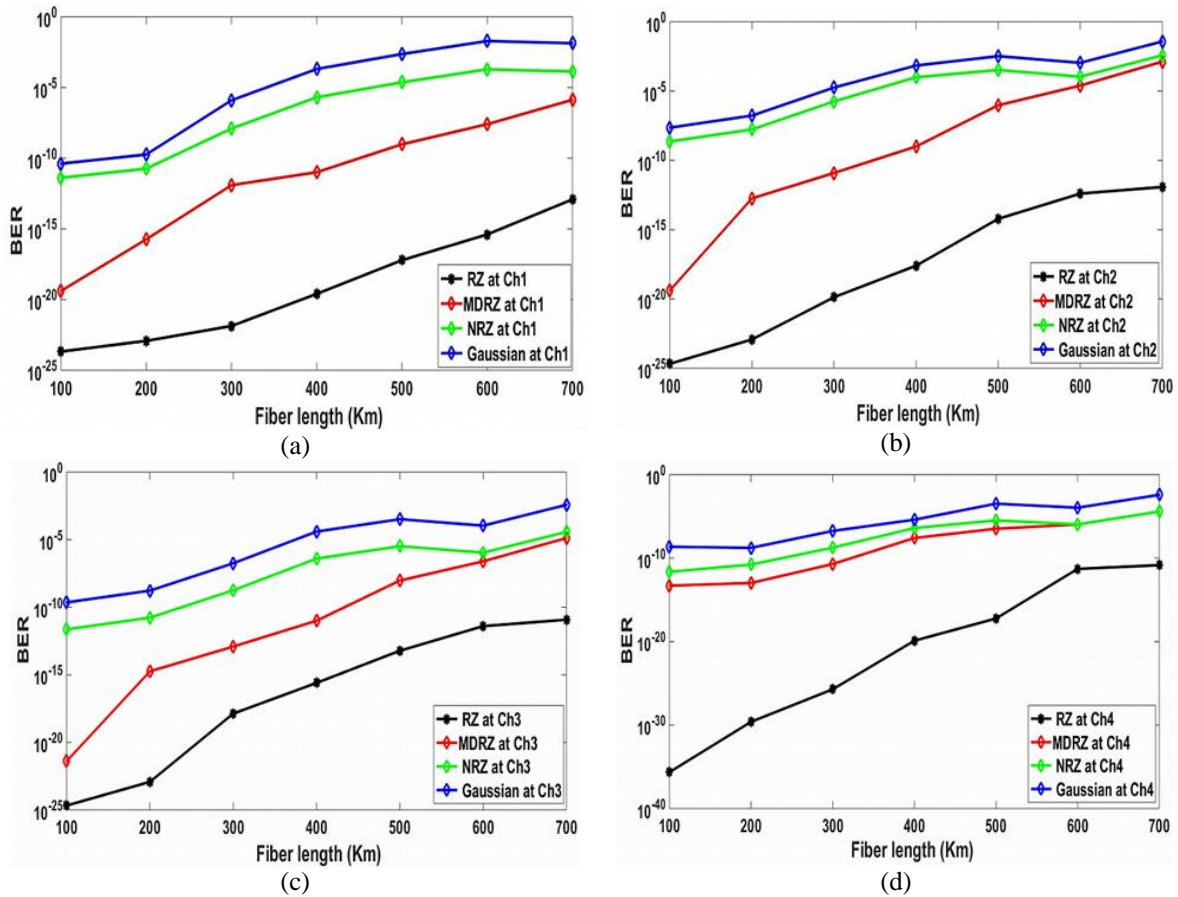 10^0
10^-5
10^-10
10^-15
10^-20
10^-25
BER
100 200 300 400 500 600 700
Fiber length (Km)
RZ at Ch1
MDRZ at Ch1
NRZ at Ch1
Gaussian at Ch1
(a)
10^0
10^-5
10^-10
10^-15
10^-20
10^-25
BER
100 200 300 400 500 600 700
Fiber length (Km)
RZ at Ch2
MDRZ at Ch2
NRZ at Ch2
Gaussian at Ch2
(b)
10^0
10^-5
10^-10
10^-15
10^-20
10^-25
BER
100 200 300 400 500 600 700
Fiber length (Km)
RZ at Ch3
MDRZ at Ch3
NRZ at Ch3
Gaussian at Ch3
(c)
10^0
10^-10
10^-20
10^-30
10^-40
BER
100 200 300 400 500 600 700
Fiber length (Km)
RZ at Ch4
MDRZ at Ch4
NRZ at Ch4
Gaussian at Ch4
(d)